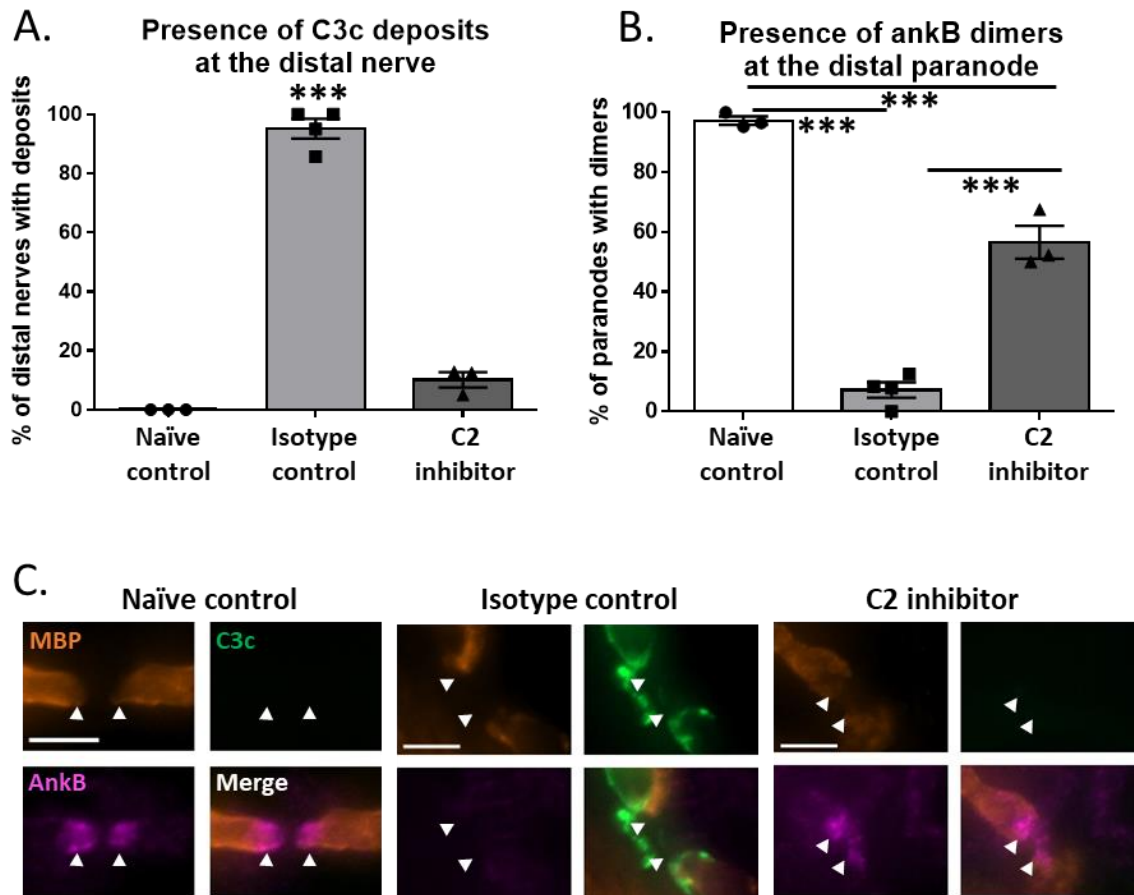 A.
Presence of C3c deposits
at the distal nerve
% of distal nerves with deposits
100
80
60
40
20
0
***
Naïve
control
Isotype
control
C2
inhibitor
B.
Presence of ankB dimers
at the distal paranode
% of paranodes with dimers
100
80
60
40
20
0
***
***
***
Naïve
control
Isotype
control
C2
inhibitor
C.
Naïve control
Isotype control
C2 inhibitor
MBP
C3c
AnkB
Merge